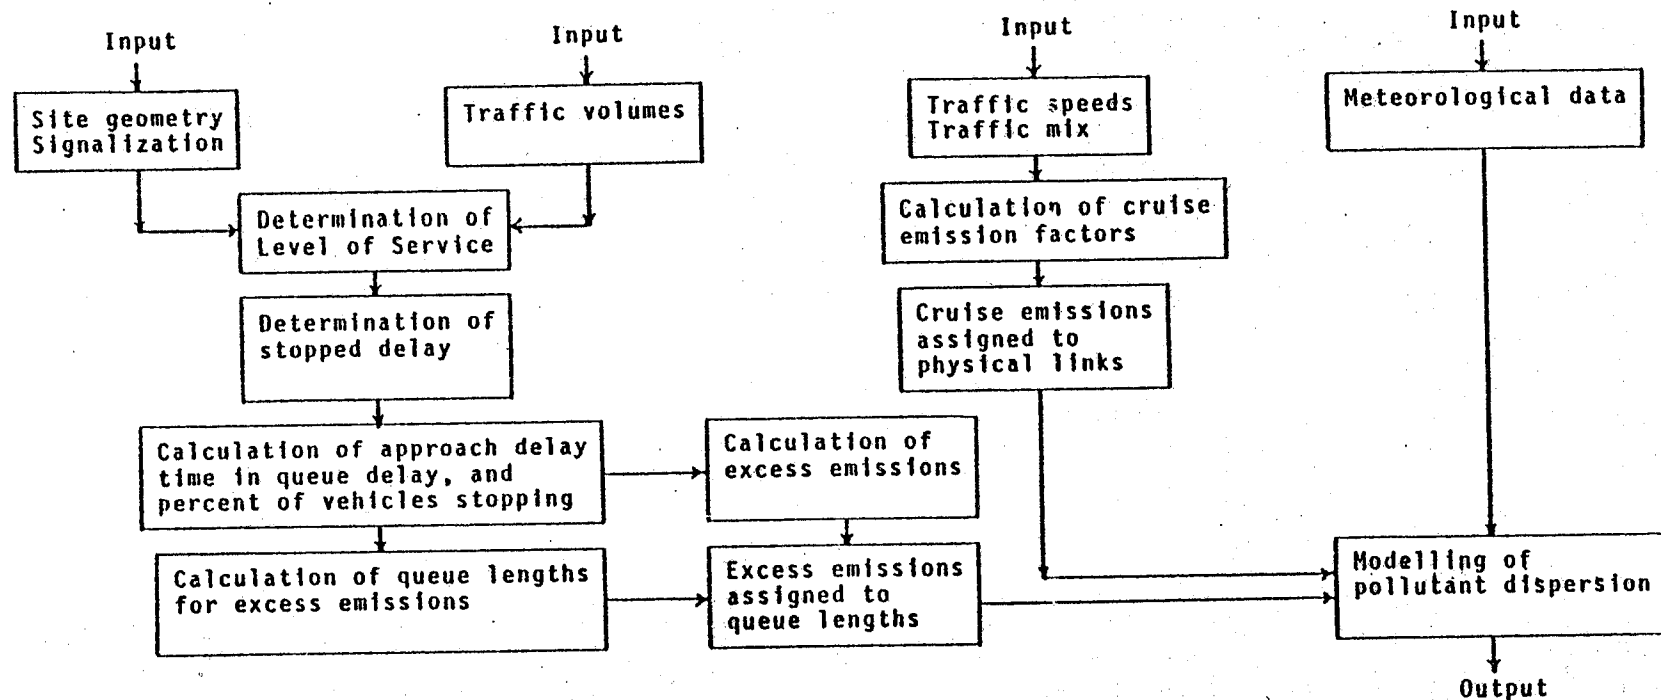 Input
Site geometry
Signalization
Input
Traffic volumes
Determination of
Level of Service
Determination of
stopped delay
Calculation of approach delay
time in queue delay, and
percent of vehicles stopping
Calculation of queue lengths
for excess emissions
Calculation of
excess emissions
Excess emissions
assigned to
queue lengths
Input
Traffic speeds
Traffic mix
Calculation of cruise
emission factors
Cruise emissions
assigned to
physical links
Input
Meteorological data
Modelling of
pollutant dispersion
Output